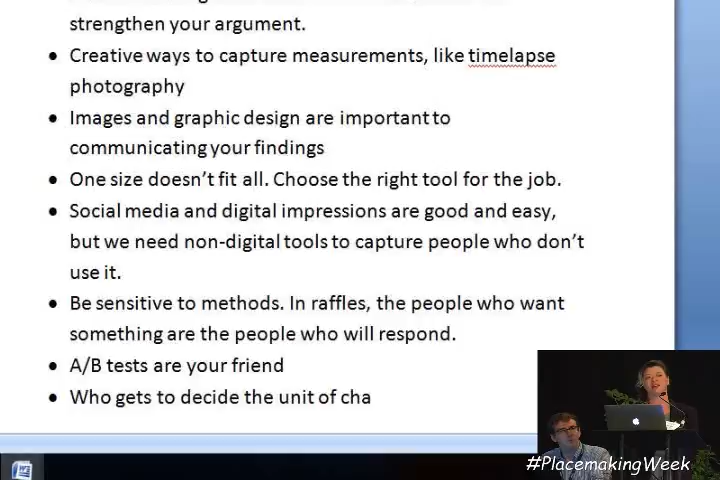 strengthen your argument.
Creative ways to capture measurements, like timelapse
photography
Images and graphic design are important to
communicating your findings
One size doesn't fit all. Choose the right tool for the job.
Social media and digital impressions are good and easy,
but we need non-digital tools to capture people who don't
use it.
Be sensitive to methods. In raffles, the people who want
something are the people who will respond.
A/B tests are your friend
Who gets to decide the unit of cha
#PlacemakingWeek